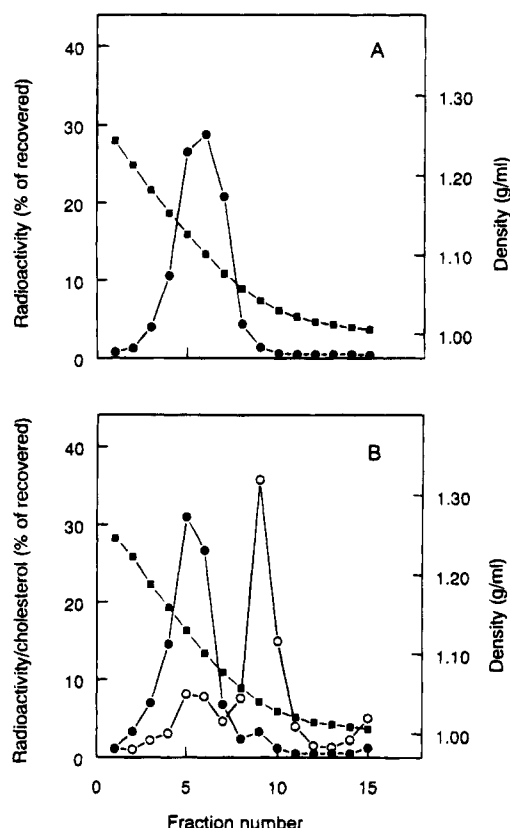 A
40
30
20
10
0
Radioactivity (% of recovered)
1.30
1.20
1.10
1.00
Density (g/ml)
B
40
30
20
10
0
Radioactivity/cholesterol (% of recovered)
1.30
1.20
1.10
1.00
Density (g/ml)
0 5 10 15
Fraction number